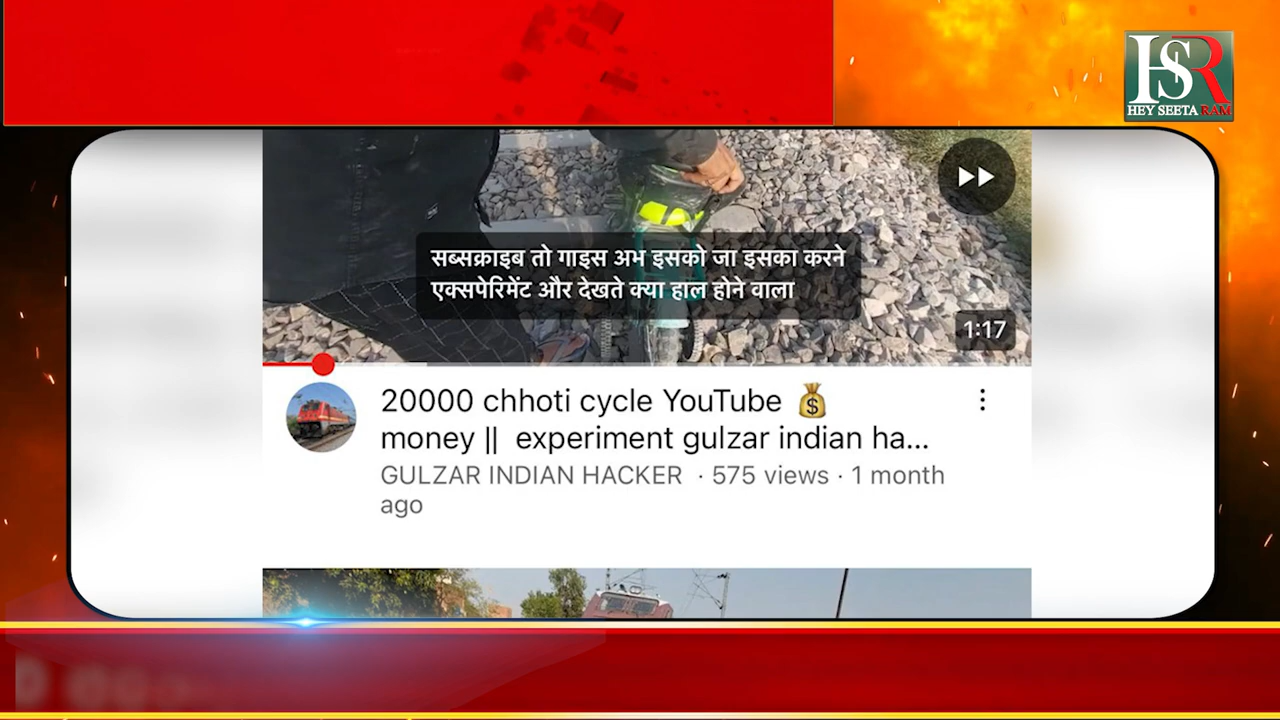 HSR
HEY SEETA RAM
सब्सक्राइब तो गाइस अभ इसको जा इसका करने
एक्सपेरिमेंट और देखते क्या हाल होने वाला
1:17
20000 chhoti cycle YouTube 💰
money || experiment gulzar indian ha...
GULZAR INDIAN HACKER · 575 views · 1 month
ago